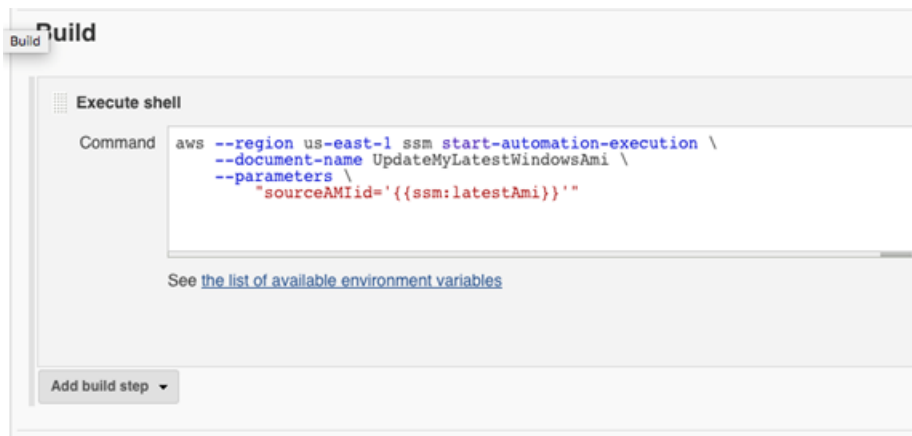 Build
Build
Execute shell
Command
aws --region us-east-1 ssm start-automation-execution \
--document-name UpdateMyLatestWindowsAmi \
--parameters \
"sourceAMIid='{{ssm:latestAmi}}'"
See the list of available environment variables
Add build step